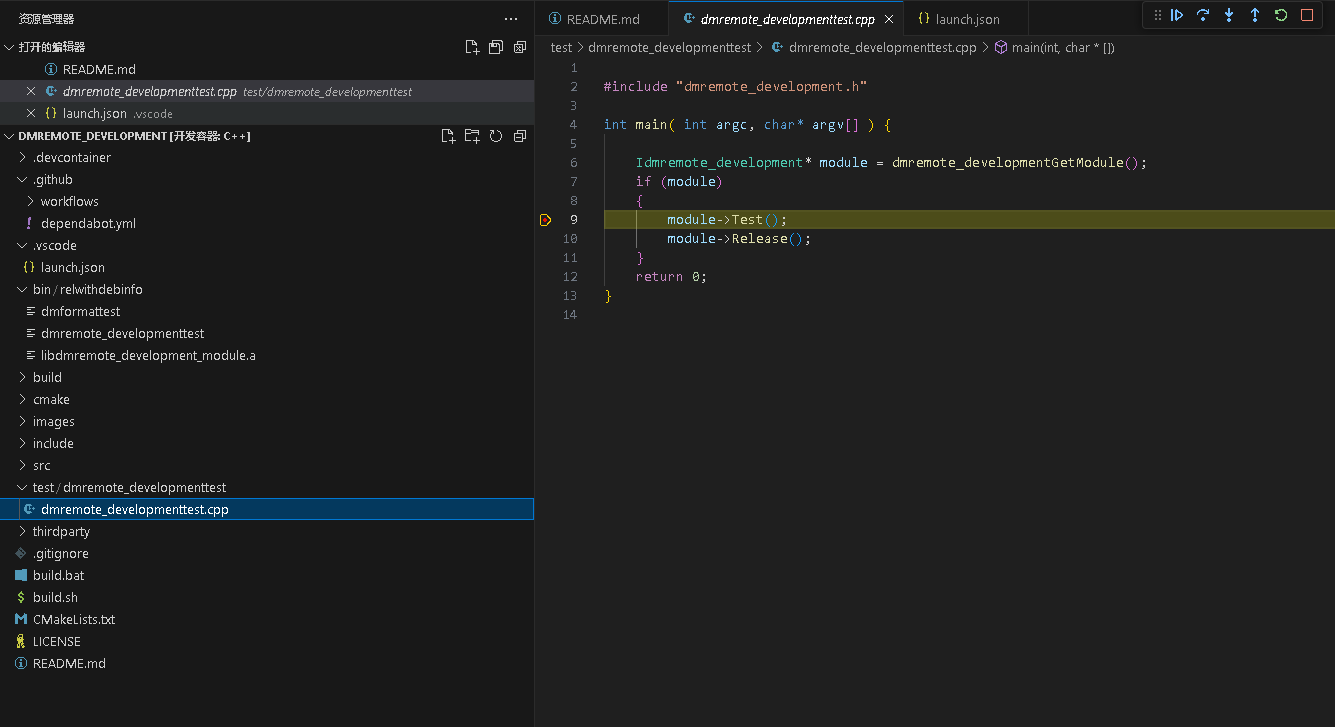 资源管理器
打开的编辑器
README.md
dmremote_developmenttest.cpp test/dmremote_developmenttest
launch.json .vscode
DMREMOTE_DEVELOPMENT [开发容器: C++]
.devcontainer
.github
workflows
dependabot.yml
.vscode
launch.json
bin / relwithdebinfo
dmformattest
dmremote_developmenttest
libdmremote_development_module.a
build
cmake
images
include
src
test / dmremote_developmenttest
dmremote_developmenttest.cpp
thirdparty
.gitignore
build.bat
build.sh
CMakeLists.txt
LICENSE
README.md
README.md
dmremote_developmenttest.cpp
launch.json
test > dmremote_developmenttest > dmremote_developmenttest.cpp > main(int, char * [])
1
2 #include "dmremote_development.h"
3
4 int main( int argc, char* argv[] ) {
5
6 Idmremote_development* module = dmremote_developmentGetModule();
7 if (module)
8 {
9 module->Test();
10 module->Release();
11 }
12 return 0;
13 }
14